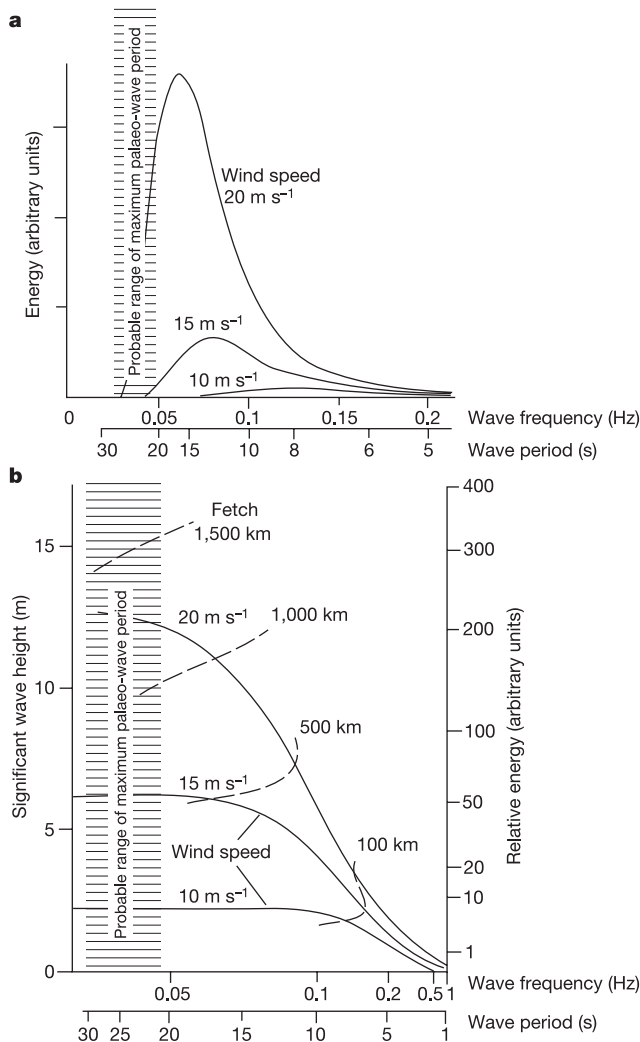 a
Probable range of maximum palaeo-wave period
Energy (arbitrary units)
Wind speed
20 m s⁻¹
15 m s⁻¹
10 m s⁻¹
0 0.05 0.1 0.15 0.2 Wave frequency (Hz)
30 20 15 10 8 6 5 Wave period (s)
b
400
Fetch
1,500 km
15
300
Probable range of maximum palaeo-wave period
20 m s⁻¹
1,000 km
200
Significant wave height (m)
10
Relative energy (arbitrary units)
500 km
100
15 m s⁻¹
50
5
Wind speed
100 km
20
10 m s⁻¹
10
1
0
0.05 0.1 0.2 0.5 1 Wave frequency (Hz)
30 25 20 15 10 5 1 Wave period (s)